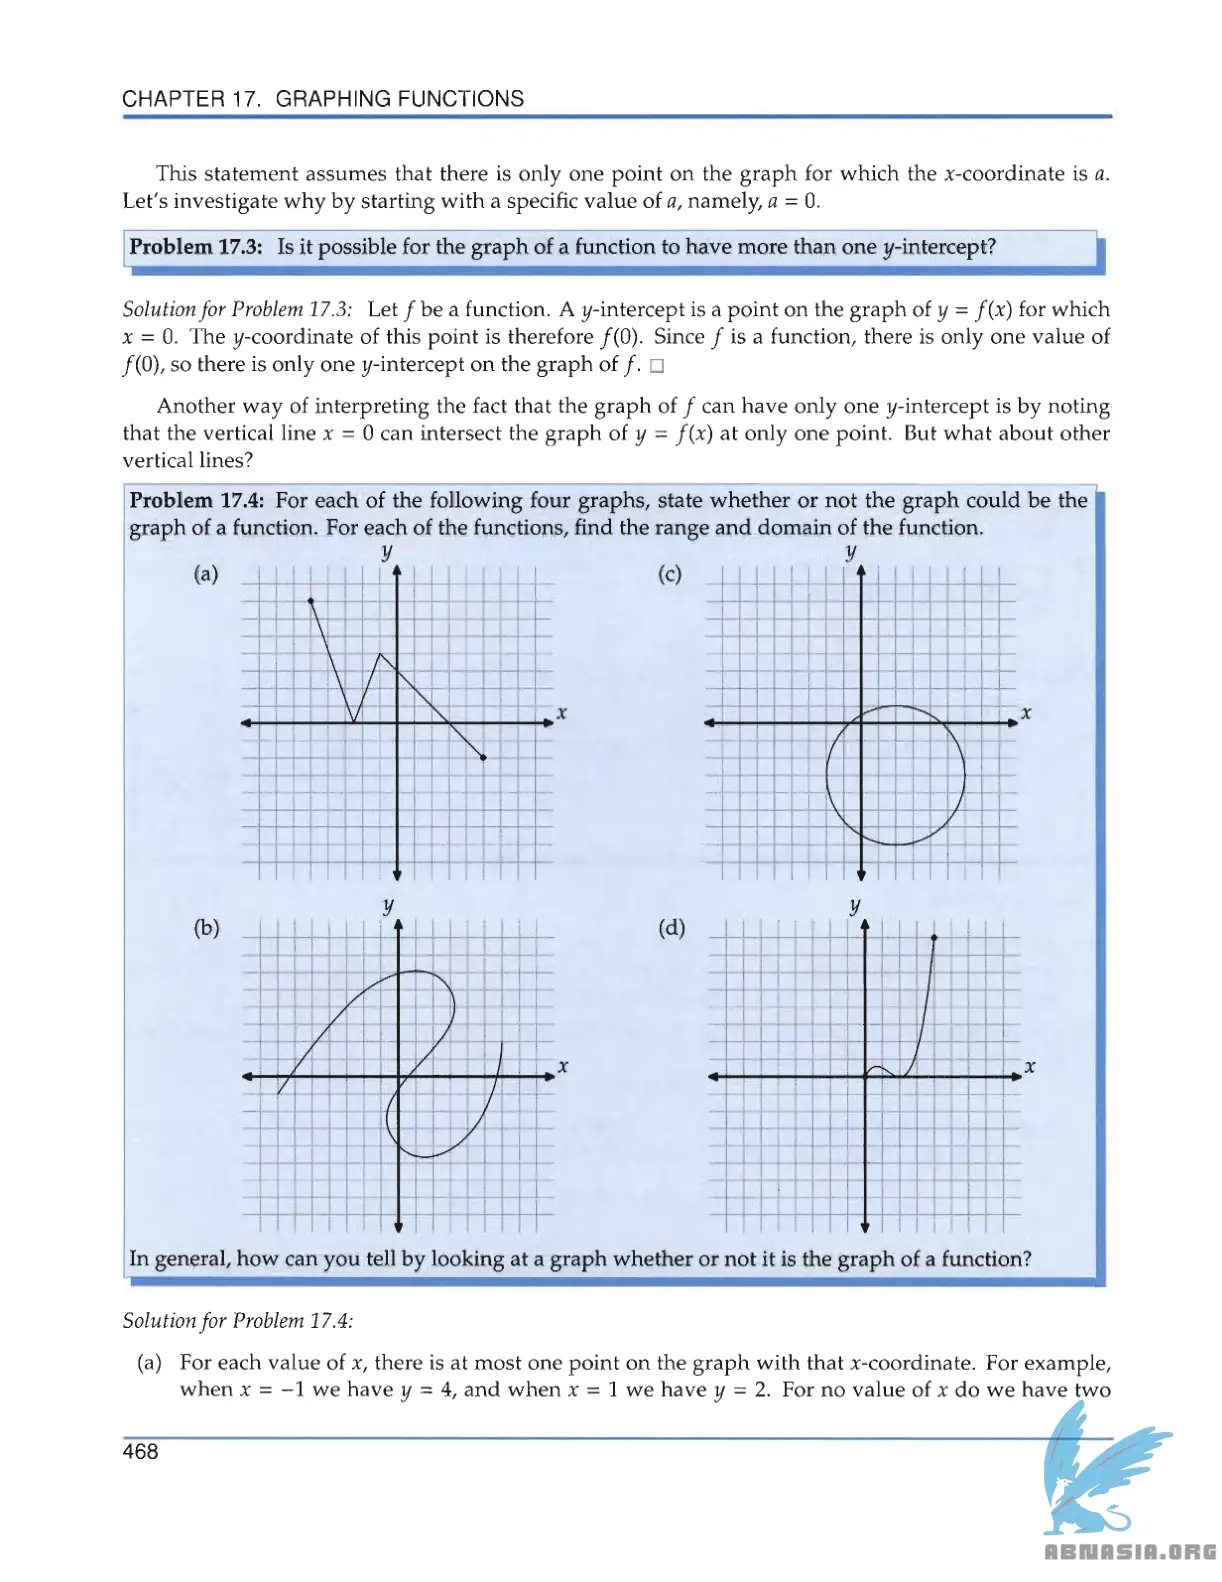 CHAPTER 17. GRAPHING FUNCTIONS
This statement assumes that there is only one point on the graph for which the x-coordinate is a.
Let's investigate why by starting with a specific value of a, namely, a = 0.
Problem 17.3: Is it possible for the graph of a function to have more than one y-intercept?
Solution for Problem 17.3: Let f be a function. A y-intercept is a point on the graph of y = f(x) for which
x = 0. The y-coordinate of this point is therefore f(0). Since f is a function, there is only one value of
f(0), so there is only one y-intercept on the graph of f. □
Another way of interpreting the fact that the graph of f can have only one y-intercept is by noting
that the vertical line x = 0 can intersect the graph of y = f(x) at only one point. But what about other
vertical lines?
Problem 17.4: For each of the following four graphs, state whether or not the graph could be the
graph of a function. For each of the functions, find the range and domain of the function.
(a)
y
x
(c)
y
x
(b)
y
x
(d)
y
x
In general, how can you tell by looking at a graph whether or not it is the graph of a function?
Solution for Problem 17.4:
(a) For each value of x, there is at most one point on the graph with that x-coordinate. For example,
when x = −1 we have y = 4, and when x = 1 we have y = 2. For no value of x do we have two
468
ABNASIA.ORG